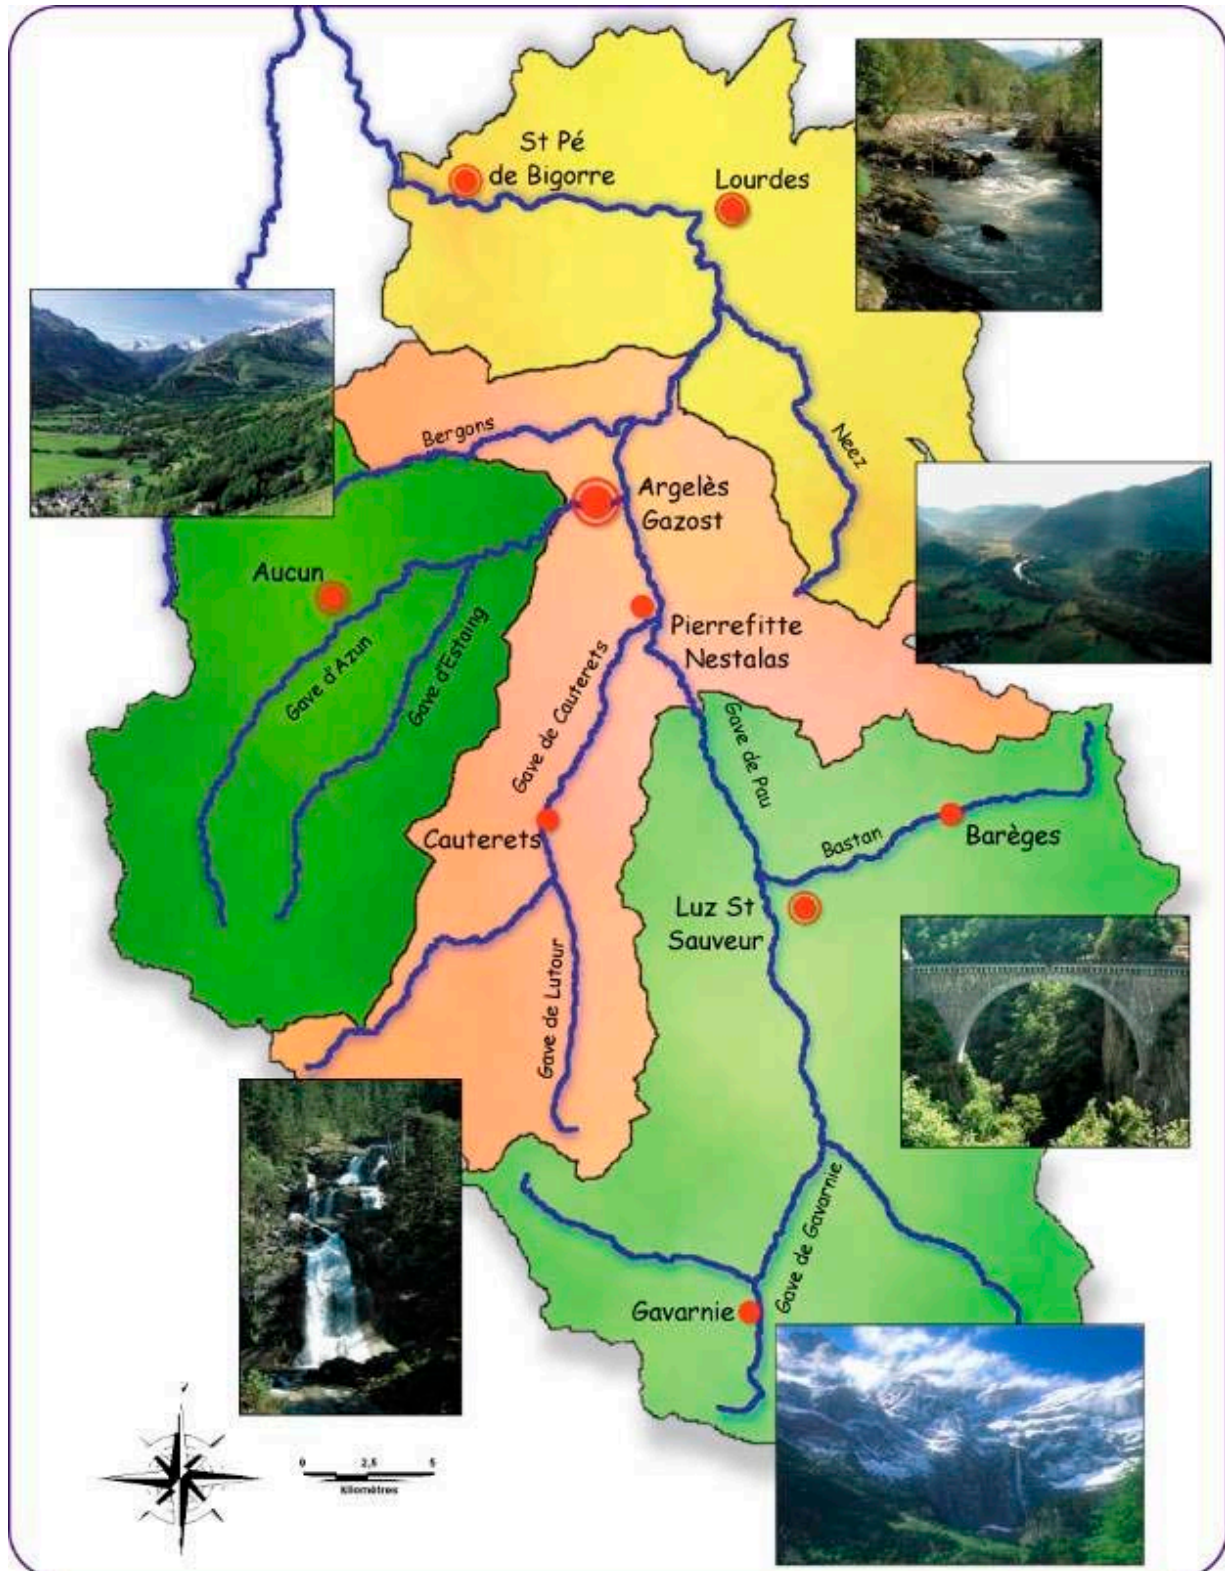 St Pé
de Bigorre
Lourdes
Bergons
Neez
Argelès
Gazost
Aucun
Pierrefitte
Nestalas
Gave d'Azun
Gave d'Estaing
Gave de Cauterets
Gave de Pau
Cauterets
Bastan
Barèges
Luz St
Sauveur
Gave de Lutour
Gave de Gavarnie
Gavarnie
0 2,5 5
Kilomètres